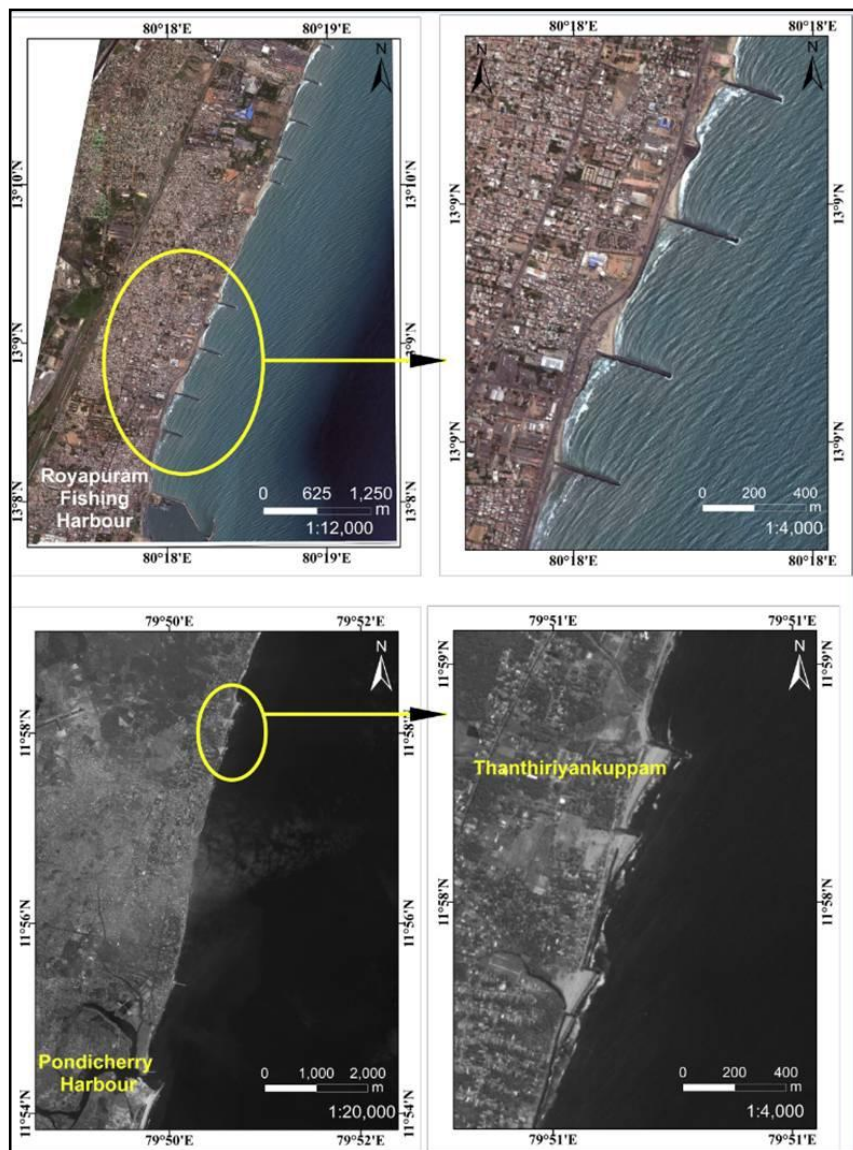 80°18'E 80°19'E
N
13°10'N 13°10'N
13°9'N 13°9'N
13°8'N 13°8'N
Royapuram
Fishing
Harbour
0 625 1,250
m
1:12,000
80°18'E 80°19'E
80°18'E 80°18'E
N N
13°9'N 13°9'N
13°9'N 13°9'N
0 200 400
m
1:4,000
80°18'E 80°18'E
79°50'E 79°52'E
N
11°58'N 11°58'N
11°56'N 11°56'N
11°54'N 11°54'N
Pondicherry
Harbour
0 1,000 2,000
m
1:20,000
79°50'E 79°52'E
79°51'E 79°51'E
N
11°59'N 11°59'N
Thanthiriyankuppam
11°58'N 11°58'N
0 200 400
m
1:4,000
79°51'E 79°51'E